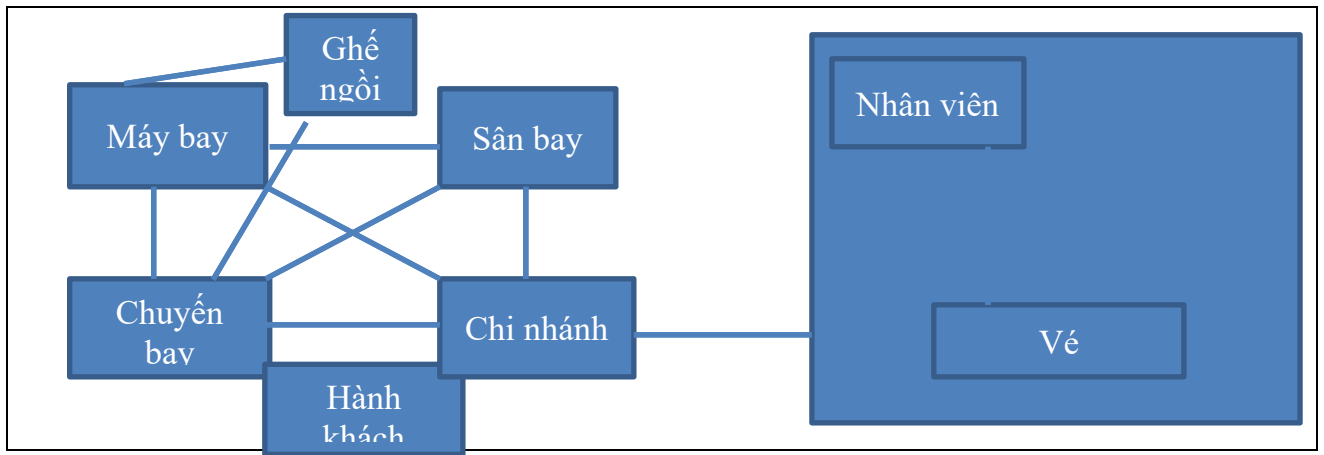 Ghế
ngồi
Máy bay
Sân bay
Nhân viên
Chuyến
bay
Chi nhánh
Vé
Hành
khách